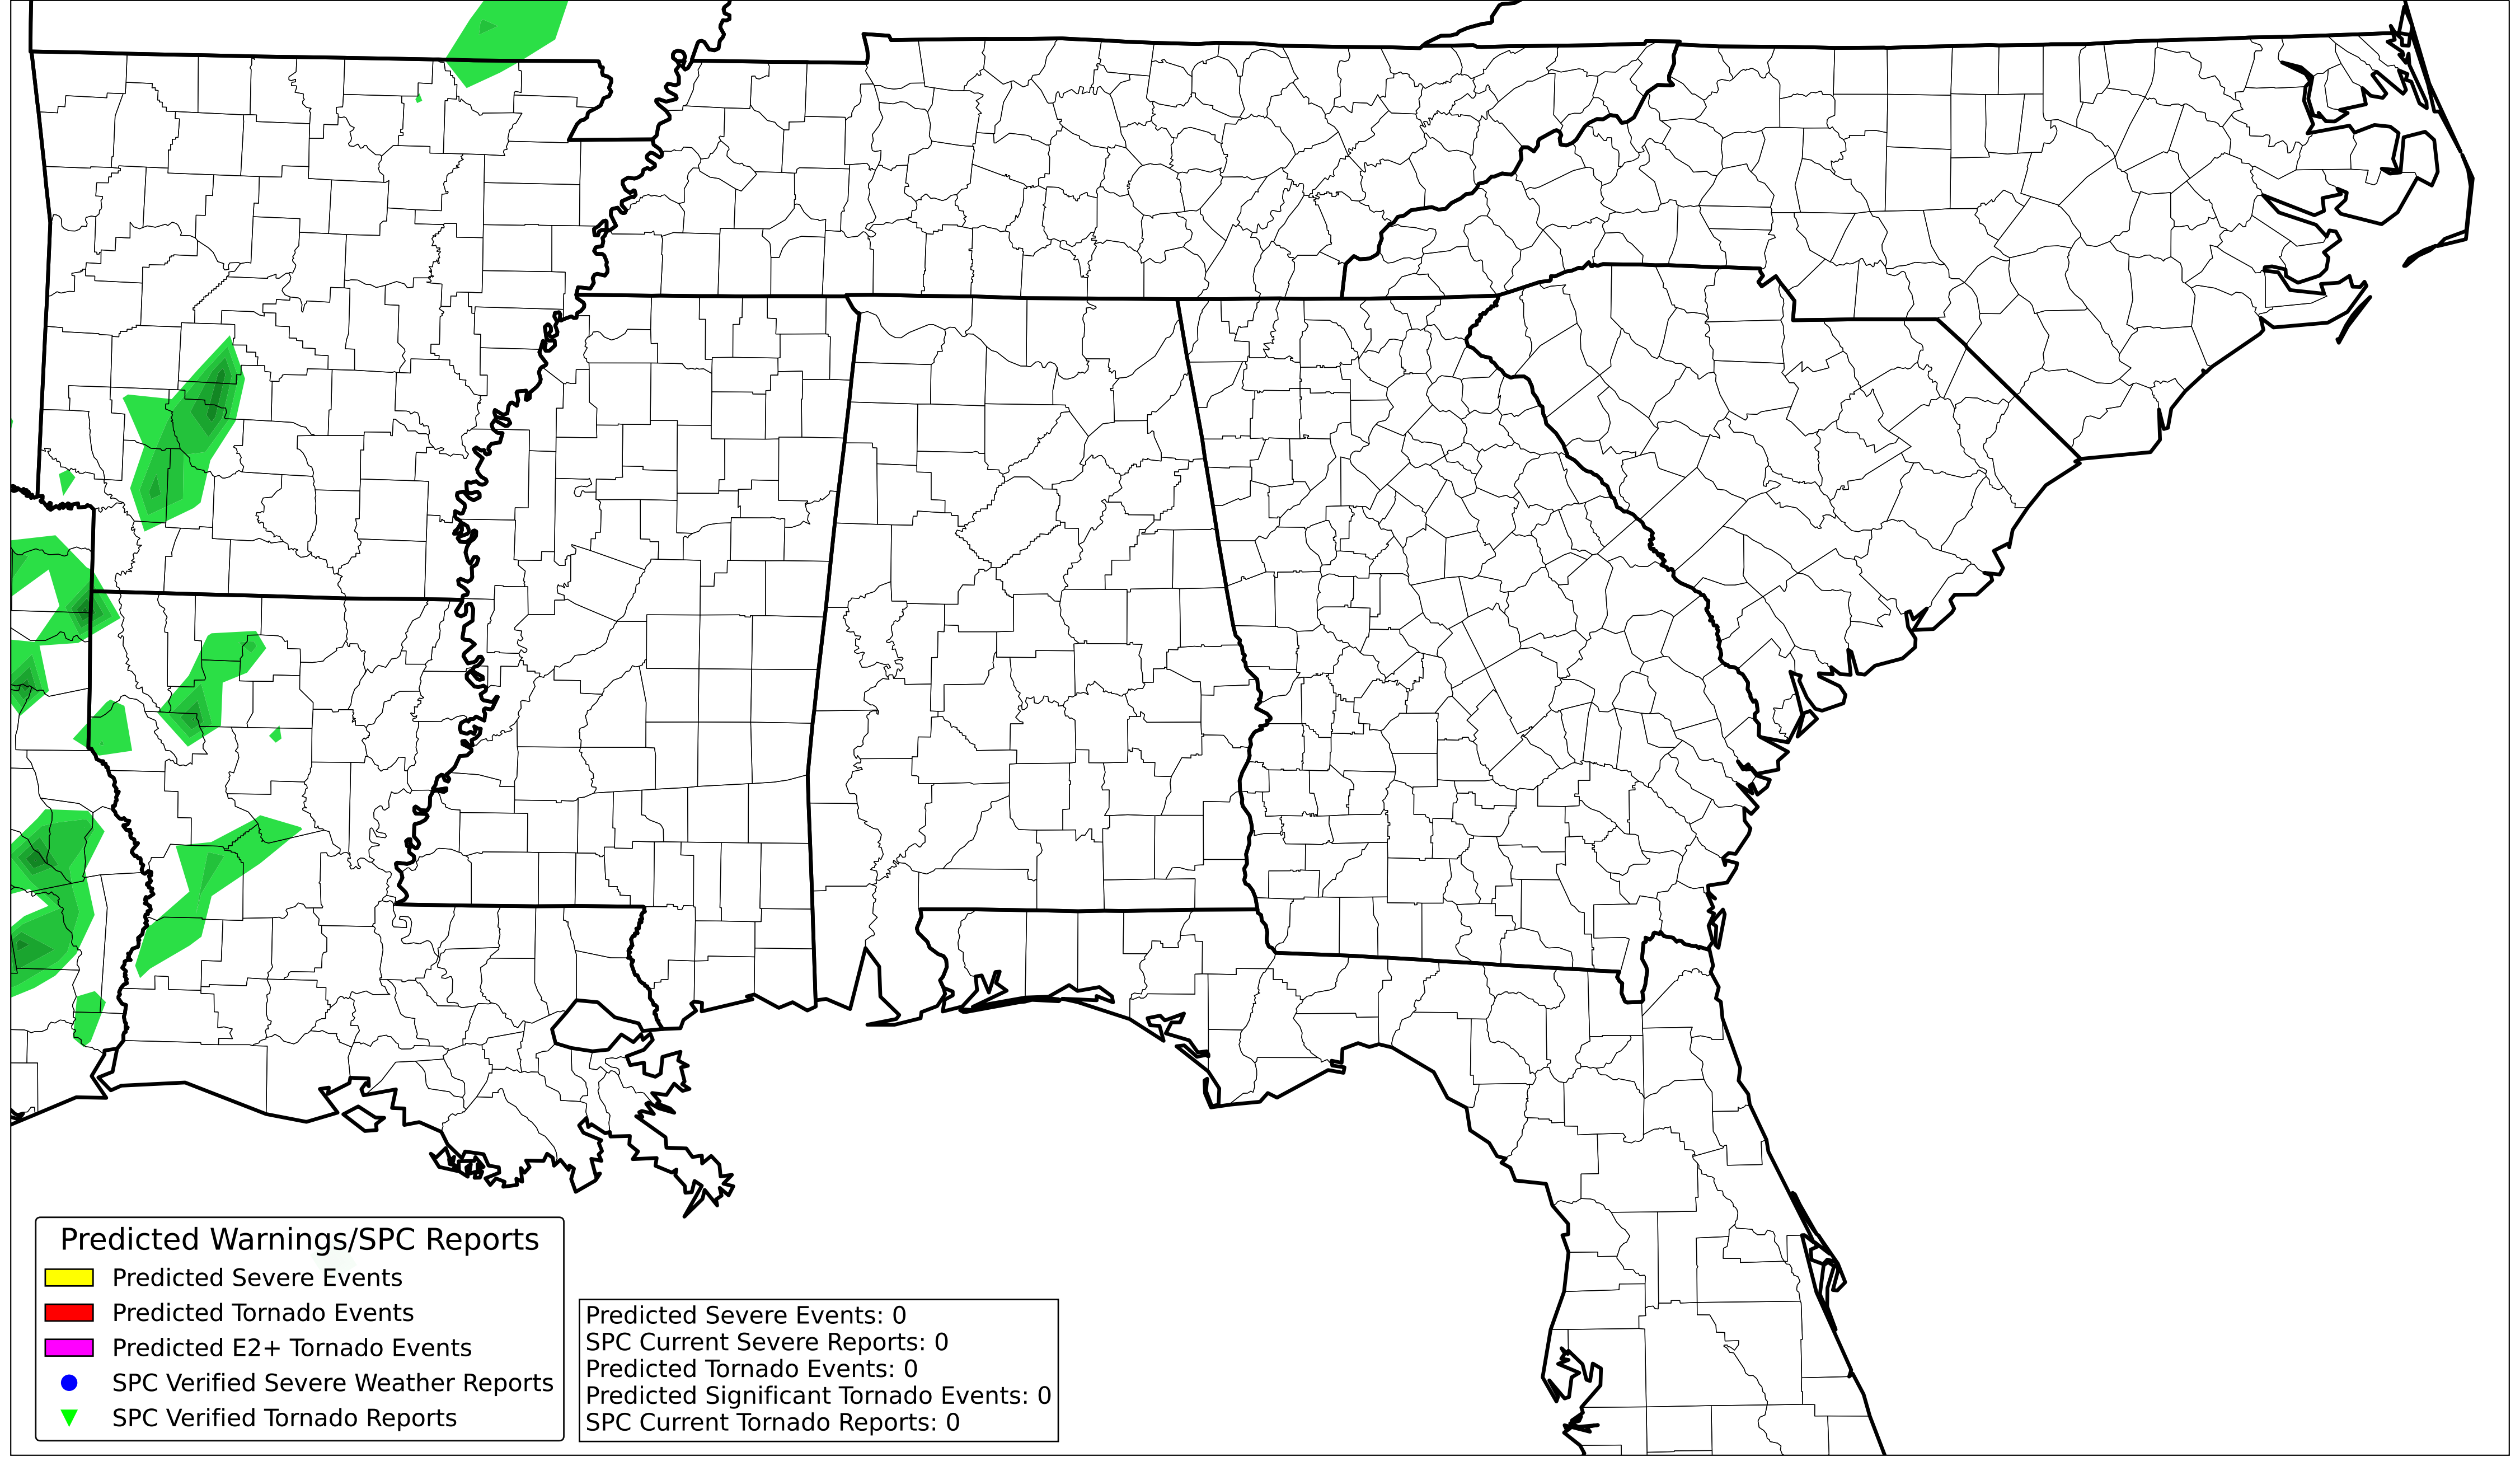 Predicted Warnings/SPC Reports
Predicted Severe Events
Predicted Tornado Events
Predicted E2+ Tornado Events
SPC Verified Severe Weather Reports
SPC Verified Tornado Reports
Predicted Severe Events: 0
SPC Current Severe Reports: 0
Predicted Tornado Events: 0
Predicted Significant Tornado Events: 0
SPC Current Tornado Reports: 0